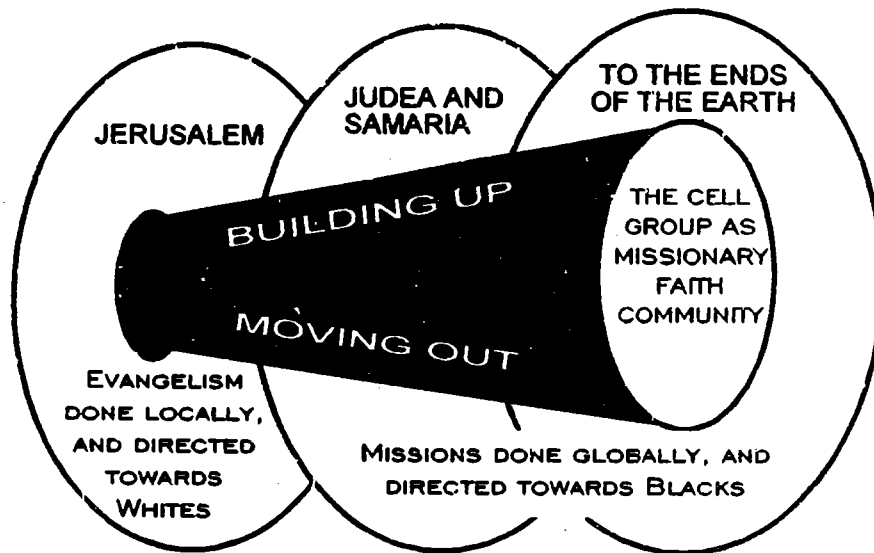 JERUSALEM
JUDEA AND
SAMARIA
TO THE ENDS
OF THE EARTH
BUILDING UP
MOVING OUT
THE CELL
GROUP AS
MISSIONARY
FAITH
COMMUNITY
EVANGELISM
DONE LOCALLY,
AND DIRECTED
TOWARDS
WHITES
MISSIONS DONE GLOBALLY, AND
DIRECTED TOWARDS BLACKS